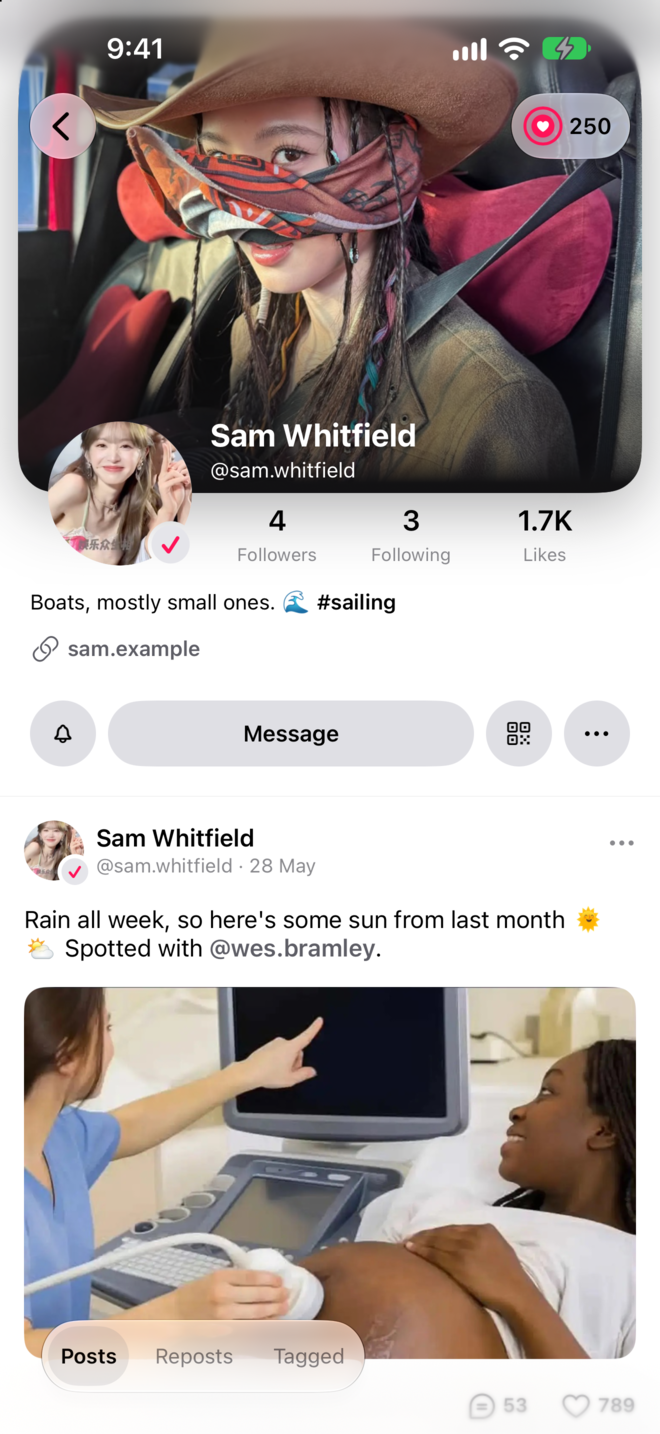 9:41
250
Sam Whitfield
@sam.whitfield
4
Followers
3
Following
1.7K
Likes
Boats, mostly small ones. 🌊 #sailing
sam.example
Message
Sam Whitfield
@sam.whitfield · 28 May
Rain all week, so here's some sun from last month 🌞
⛅ Spotted with @wes.bramley.
Posts
Reposts
Tagged
53
789